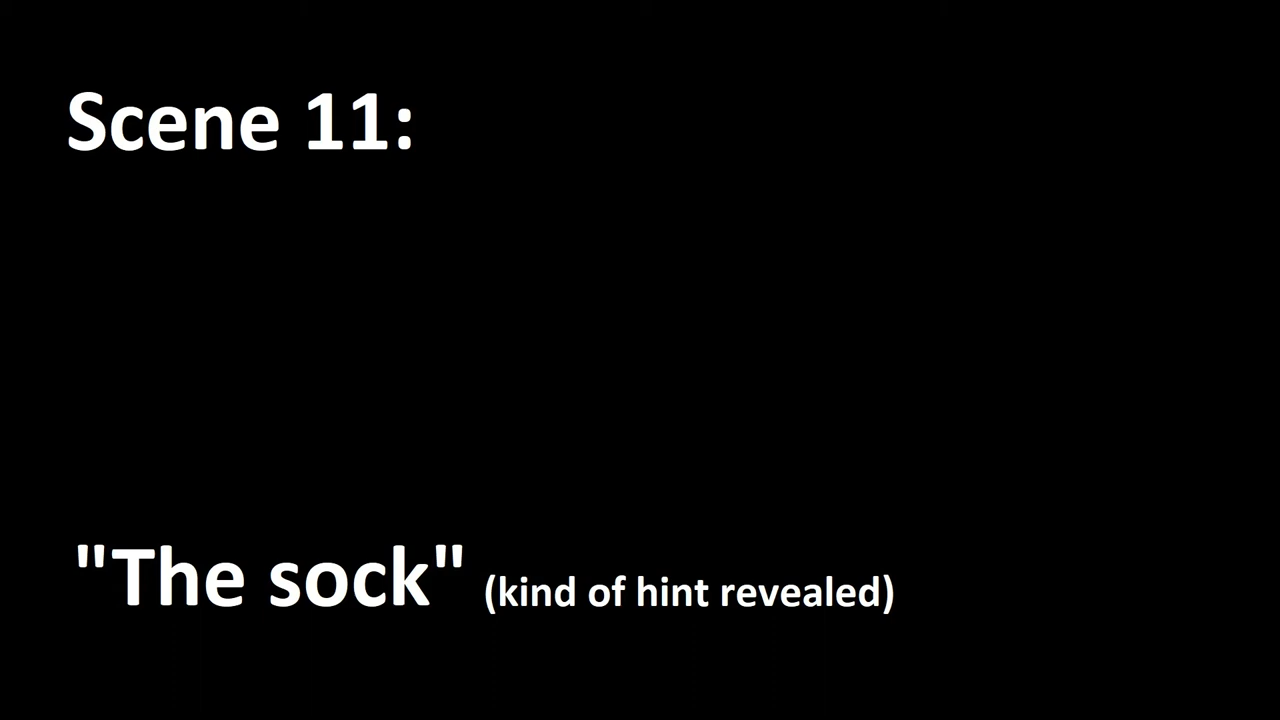 Scene 11:
"The sock" (kind of hint revealed)